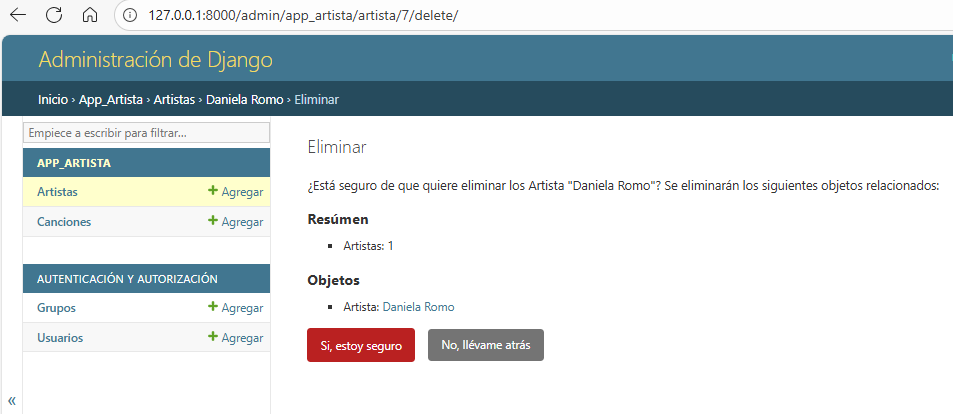 127.0.0.1:8000/admin/app_artista/artista/7/delete/
Administración de Django
Inicio › App_Artista › Artistas › Daniela Romo › Eliminar
Empiece a escribir para filtrar...
APP_ARTISTA
Artistas + Agregar
Canciones + Agregar
AUTENTICACIÓN Y AUTORIZACIÓN
Grupos + Agregar
Usuarios + Agregar
«
Eliminar
¿Está seguro de que quiere eliminar los Artista "Daniela Romo"? Se eliminarán los siguientes objetos relacionados:
Resúmen
Artistas: 1
Objetos
Artista: Daniela Romo
Si, estoy seguro
No, llévame atrás